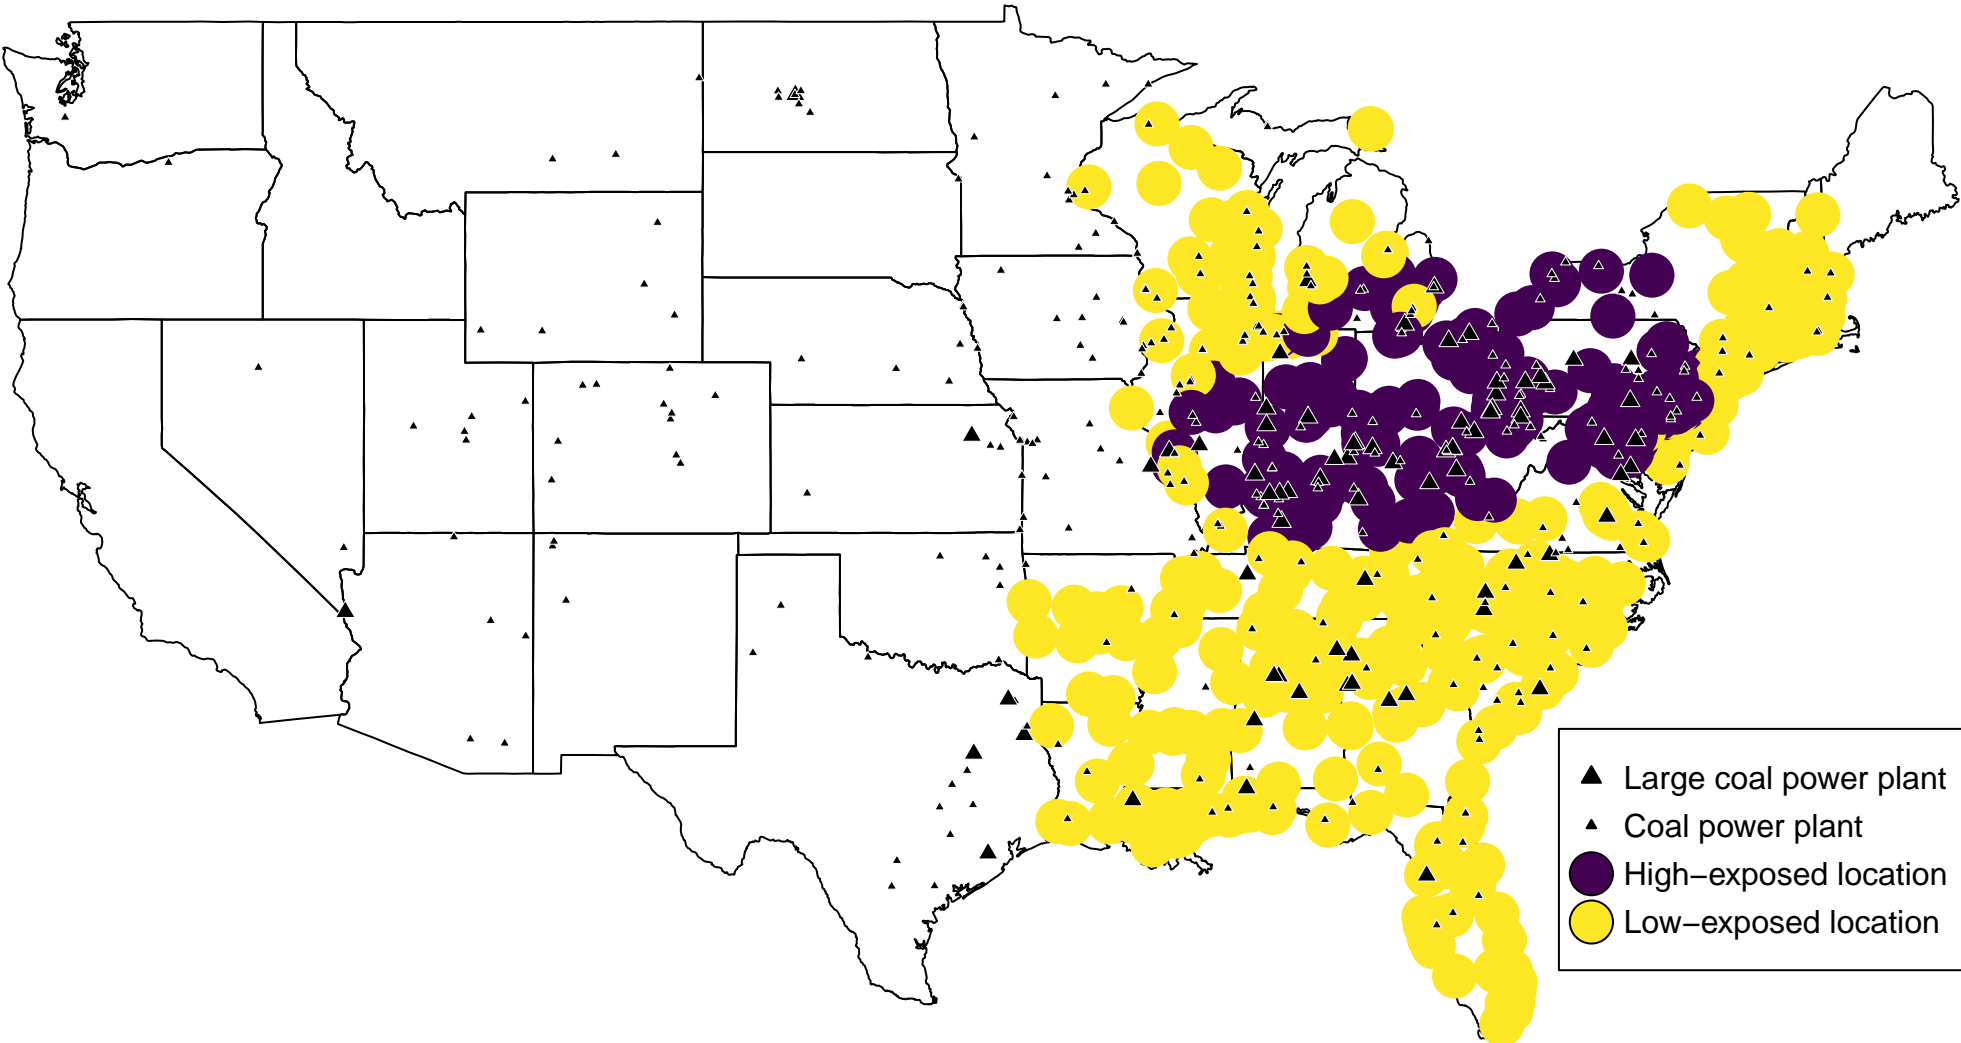 Large coal power plant
Coal power plant
High−exposed location
Low−exposed location